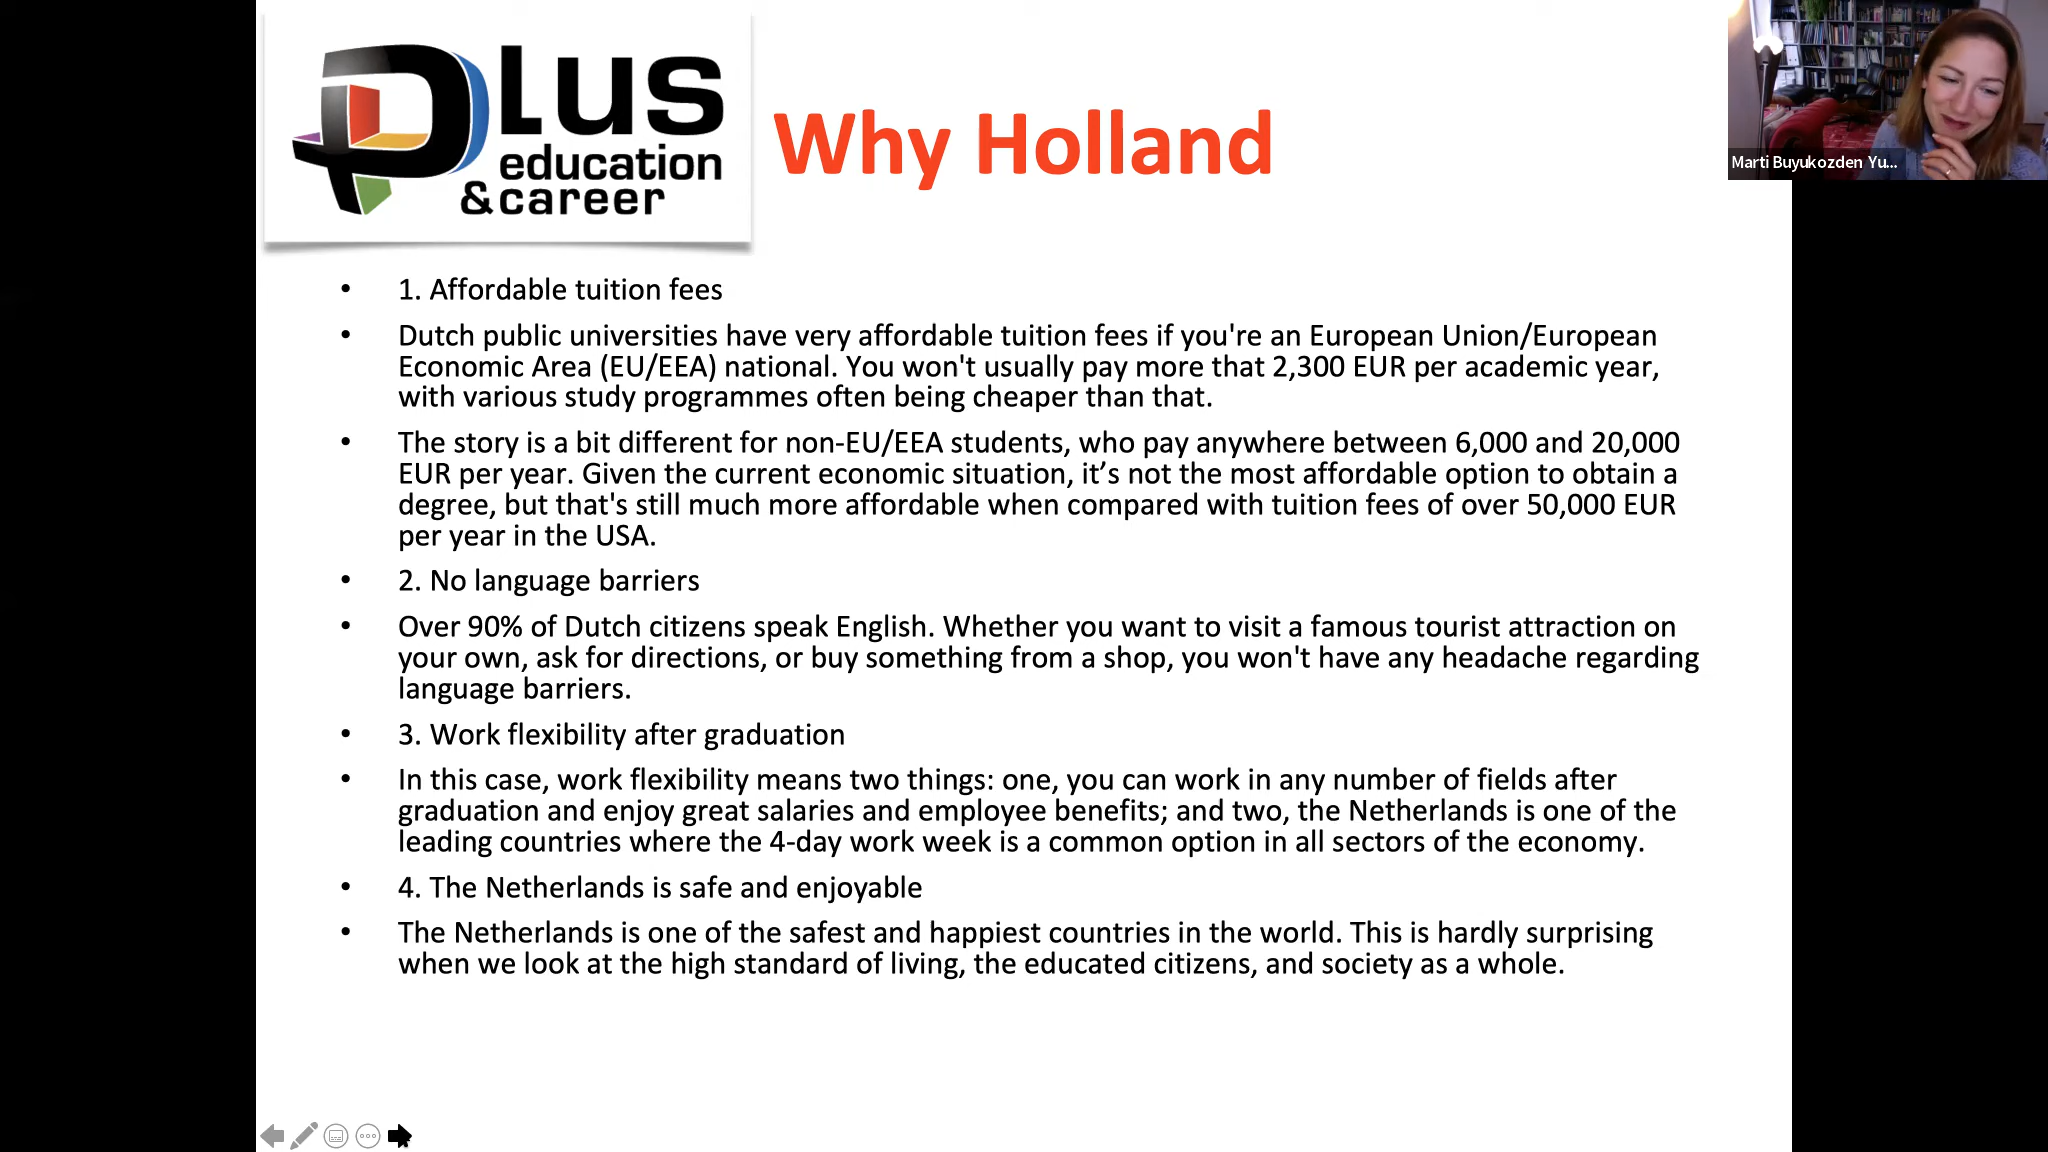 Plus
education
&career
Why Holland
Marti Buyukozden Yu...
• 1. Affordable tuition fees
• Dutch public universities have very affordable tuition fees if you're an European Union/European
Economic Area (EU/EEA) national. You won't usually pay more that 2,300 EUR per academic year,
with various study programmes often being cheaper than that.
• The story is a bit different for non-EU/EEA students, who pay anywhere between 6,000 and 20,000
EUR per year. Given the current economic situation, it’s not the most affordable option to obtain a
degree, but that's still much more affordable when compared with tuition fees of over 50,000 EUR
per year in the USA.
• 2. No language barriers
• Over 90% of Dutch citizens speak English. Whether you want to visit a famous tourist attraction on
your own, ask for directions, or buy something from a shop, you won't have any headache regarding
language barriers.
• 3. Work flexibility after graduation
• In this case, work flexibility means two things: one, you can work in any number of fields after
graduation and enjoy great salaries and employee benefits; and two, the Netherlands is one of the
leading countries where the 4-day work week is a common option in all sectors of the economy.
• 4. The Netherlands is safe and enjoyable
• The Netherlands is one of the safest and happiest countries in the world. This is hardly surprising
when we look at the high standard of living, the educated citizens, and society as a whole.